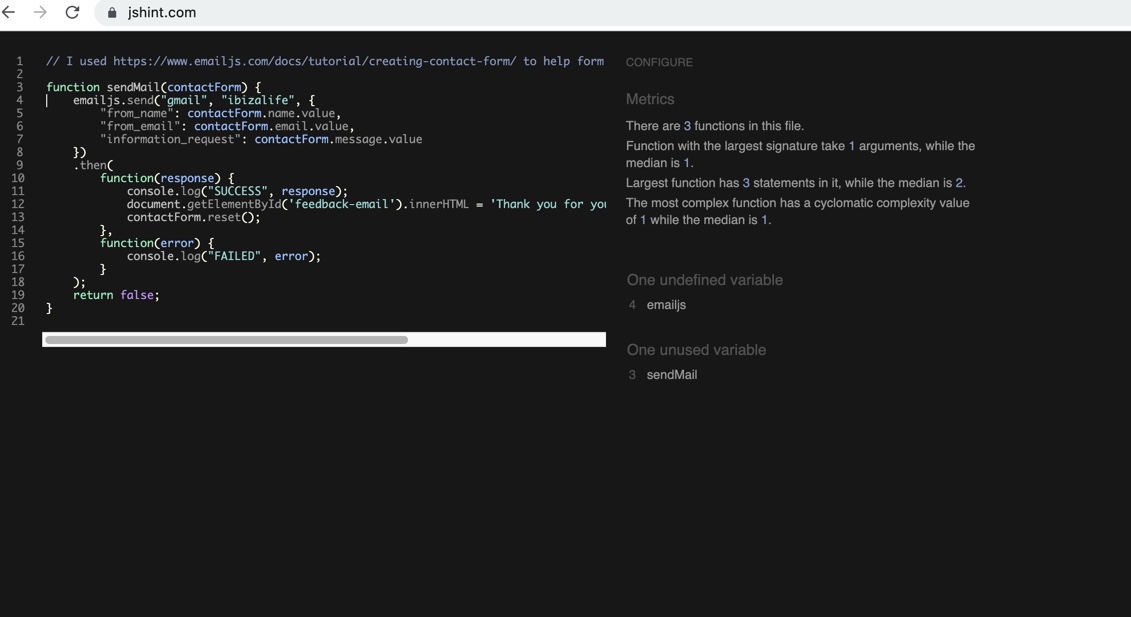 jshint.com
1 // I used https://www.emailjs.com/docs/tutorial/creating-contact-form/ to help form
2
3 function sendMail(contactForm) {
4 emailjs.send("gmail", "ibizalife", {
5 "from_name": contactForm.name.value,
6 "from_email": contactForm.email.value,
7 "information_request": contactForm.message.value
8 })
9 .then(
10 function(response) {
11 console.log("SUCCESS", response);
12 document.getElementById('feedback-email').innerHTML = 'Thank you for you
13 contactForm.reset();
14 },
15 function(error) {
16 console.log("FAILED", error);
17 }
18 );
19 return false;
20 }
21
CONFIGURE
Metrics
There are 3 functions in this file.
Function with the largest signature take 1 arguments, while the
median is 1.
Largest function has 3 statements in it, while the median is 2.
The most complex function has a cyclomatic complexity value
of 1 while the median is 1.
One undefined variable
4 emailjs
One unused variable
3 sendMail